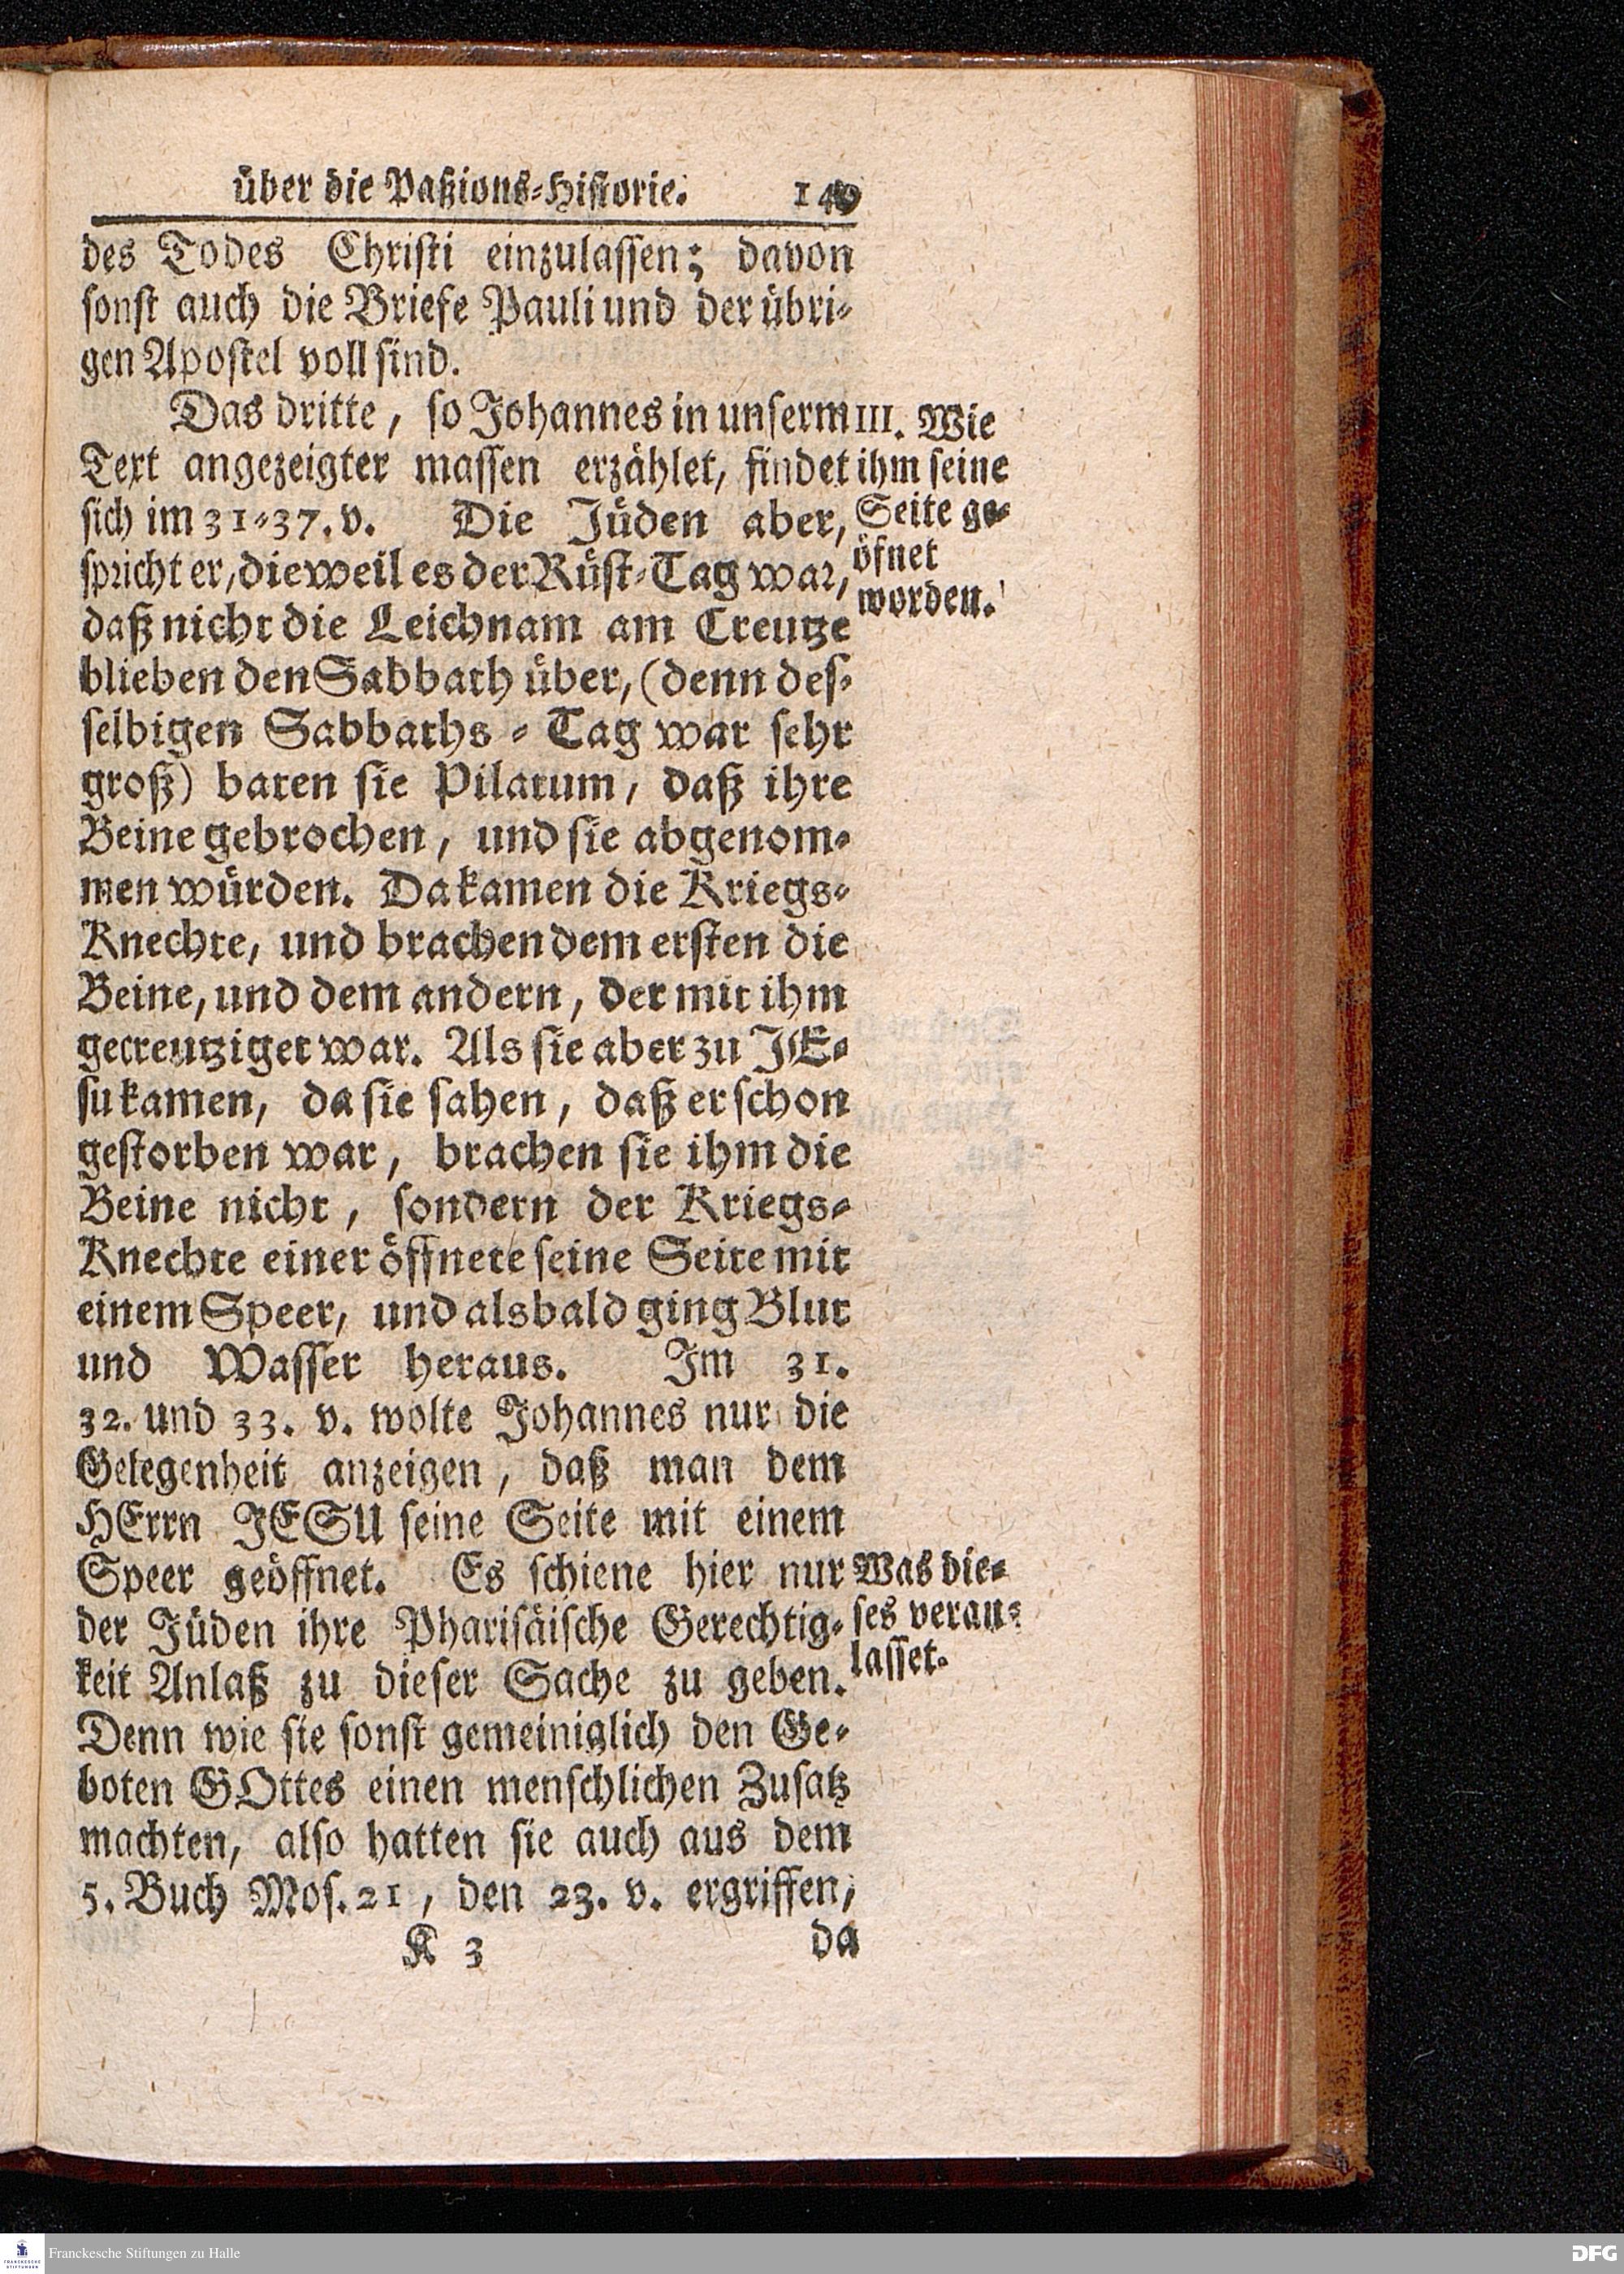 über die Paßions-Historie.
des Todes Christi einzulassen; davon
sonst auch die Briefe Pauli und der übri-
gen Apostel voll sind.
Das dritte, so Johannes in unserm
Text angezeigter massen erzählet, findet
sich im 31-37. v. Die Jüden aber,
spricht er, dieweil es der Rüst-Tag war,
daß nicht die Leichnam am Creutze
blieben den Sabbath über, (denn des-
selbigen Sabbaths-Tag war sehr
groß) baten sie Pilatum, daß ihre
Beine gebrochen, und sie abgenom-
men würden. Da kamen die Kriegs-
Knechte, und brachen dem ersten die
Beine, und dem andern, der mit ihm
gecreutziget war. Als sie aber zu JE-
su kamen, da sie sahen, daß er schon
gestorben war, brachen sie ihm die
Beine nicht, sondern der Kriegs-
Knechte einer öffnete seine Seite mit
einem Speer, und alsbald ging Blut
und Wasser heraus. Im 31.
32. und 33. v. wolte Johannes nur die
Gelegenheit anzeigen, daß man dem
HErrn JESU seine Seite mit einem
Speer geöffnet. Es schiene hier nur
der Jüden ihre Pharisäische Gerechtig-
keit Anlaß zu dieser Sache zu geben.
Denn wie sie sonst gemeiniglich den Ge-
boten GOttes einen menschlichen Zusatz
machten, also hatten sie auch aus dem
5. Buch Mos. 21, den 23. v. ergriffen,
K 3
da
III. Wie
ihm seine
Seite ge-
öfnet
worden.
Was die-
ses veran-
lasset.
FRANCKESCHE
STIFTUNGEN
Franckesche Stiftungen zu Halle
DFG